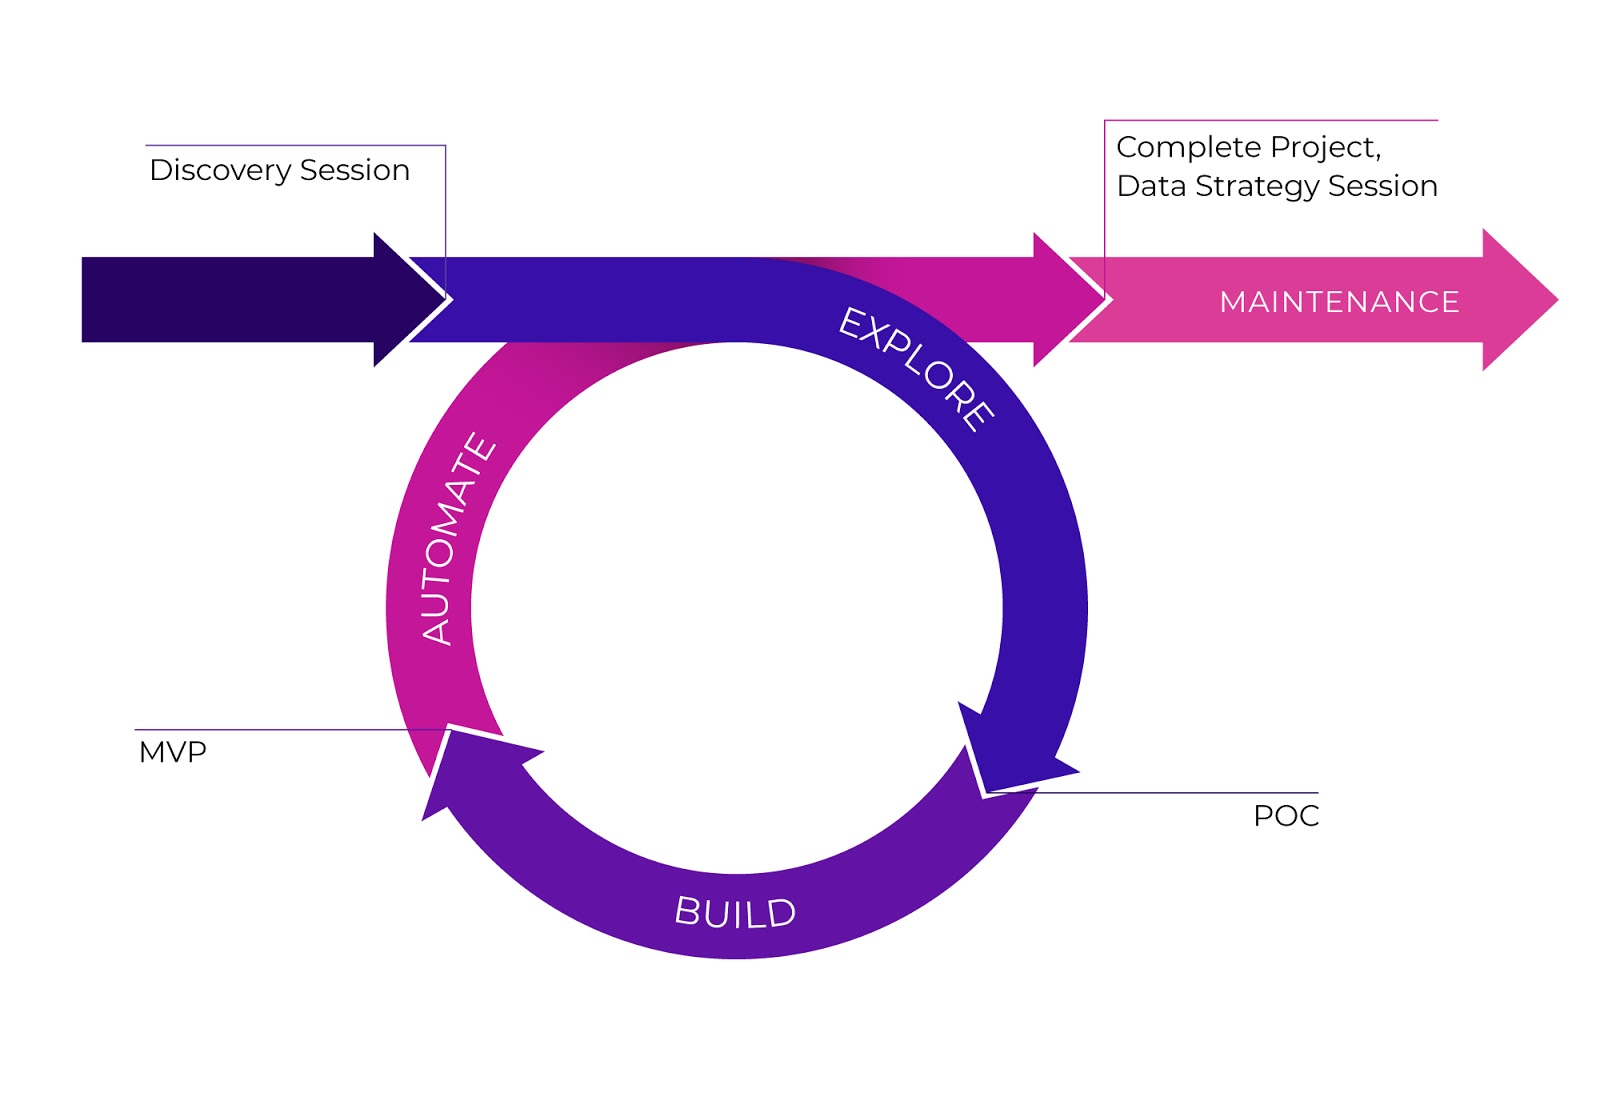 Discovery Session
Complete Project,
Data Strategy Session
MAINTENANCE
EXPLORE
AUTOMATE
MVP
POC
BUILD